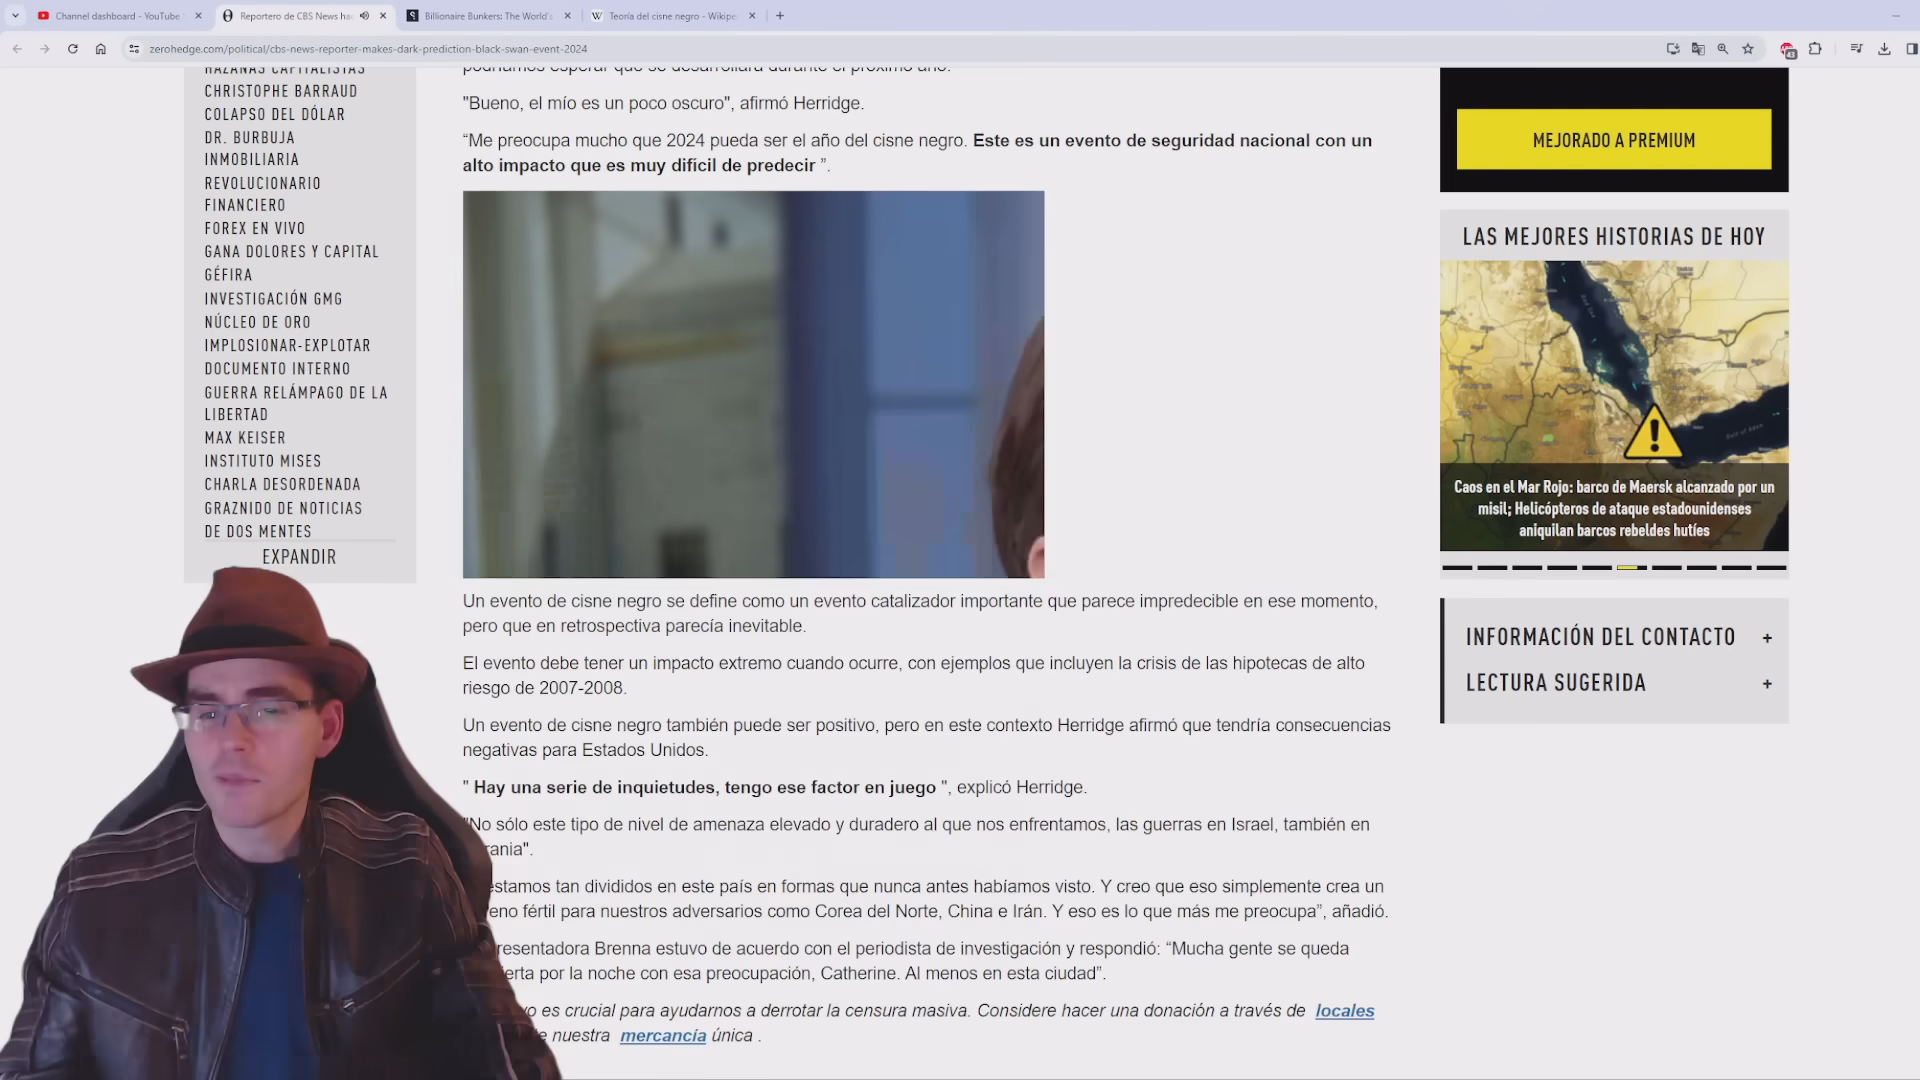 Channel dashboard - YouTube
Reportero de CBS News hac
Billionaire Bunkers: The World's
Teoría del cisne negro - Wikipe
zerohedge.com/political/cbs-news-reporter-makes-dark-prediction-black-swan-event-2024
43
HAZAÑAS CAPITALISTAS
CHRISTOPHE BARRAUD
COLAPSO DEL DÓLAR
DR. BURBUJA
INMOBILIARIA
REVOLUCIONARIO
FINANCIERO
FOREX EN VIVO
GANA DOLORES Y CAPITAL
GÉFIRA
INVESTIGACIÓN GMG
NÚCLEO DE ORO
IMPLOSIONAR-EXPLOTAR
DOCUMENTO INTERNO
GUERRA RELÁMPAGO DE LA
LIBERTAD
MAX KEISER
INSTITUTO MISES
CHARLA DESORDENADA
GRAZNIDO DE NOTICIAS
DE DOS MENTES
EXPANDIR
podríamos esperar que se desarrollara durante el próximo año.
"Bueno, el mío es un poco oscuro", afirmó Herridge.
“Me preocupa mucho que 2024 pueda ser el año del cisne negro. Este es un evento de seguridad nacional con un
alto impacto que es muy difícil de predecir ”.
Un evento de cisne negro se define como un evento catalizador importante que parece impredecible en ese momento,
pero que en retrospectiva parecía inevitable.
El evento debe tener un impacto extremo cuando ocurre, con ejemplos que incluyen la crisis de las hipotecas de alto
riesgo de 2007-2008.
Un evento de cisne negro también puede ser positivo, pero en este contexto Herridge afirmó que tendría consecuencias
negativas para Estados Unidos.
" Hay una serie de inquietudes, tengo ese factor en juego ", explicó Herridge.
"No sólo este tipo de nivel de amenaza elevado y duradero al que nos enfrentamos, las guerras en Israel, también en
rania".
estamos tan divididos en este país en formas que nunca antes habíamos visto. Y creo que eso simplemente crea un
eno fértil para nuestros adversarios como Corea del Norte, China e Irán. Y eso es lo que más me preocupa”, añadió.
resentadora Brenna estuvo de acuerdo con el periodista de investigación y respondió: “Mucha gente se queda
erta por la noche con esa preocupación, Catherine. Al menos en esta ciudad”.
yo es crucial para ayudarnos a derrotar la censura masiva. Considere hacer una donación a través de locales
e nuestra mercancía única .
MEJORADO A PREMIUM
LAS MEJORES HISTORIAS DE HOY
Caos en el Mar Rojo: barco de Maersk alcanzado por un
misil; Helicópteros de ataque estadounidenses
aniquilan barcos rebeldes hutíes
INFORMACIÓN DEL CONTACTO +
LECTURA SUGERIDA +